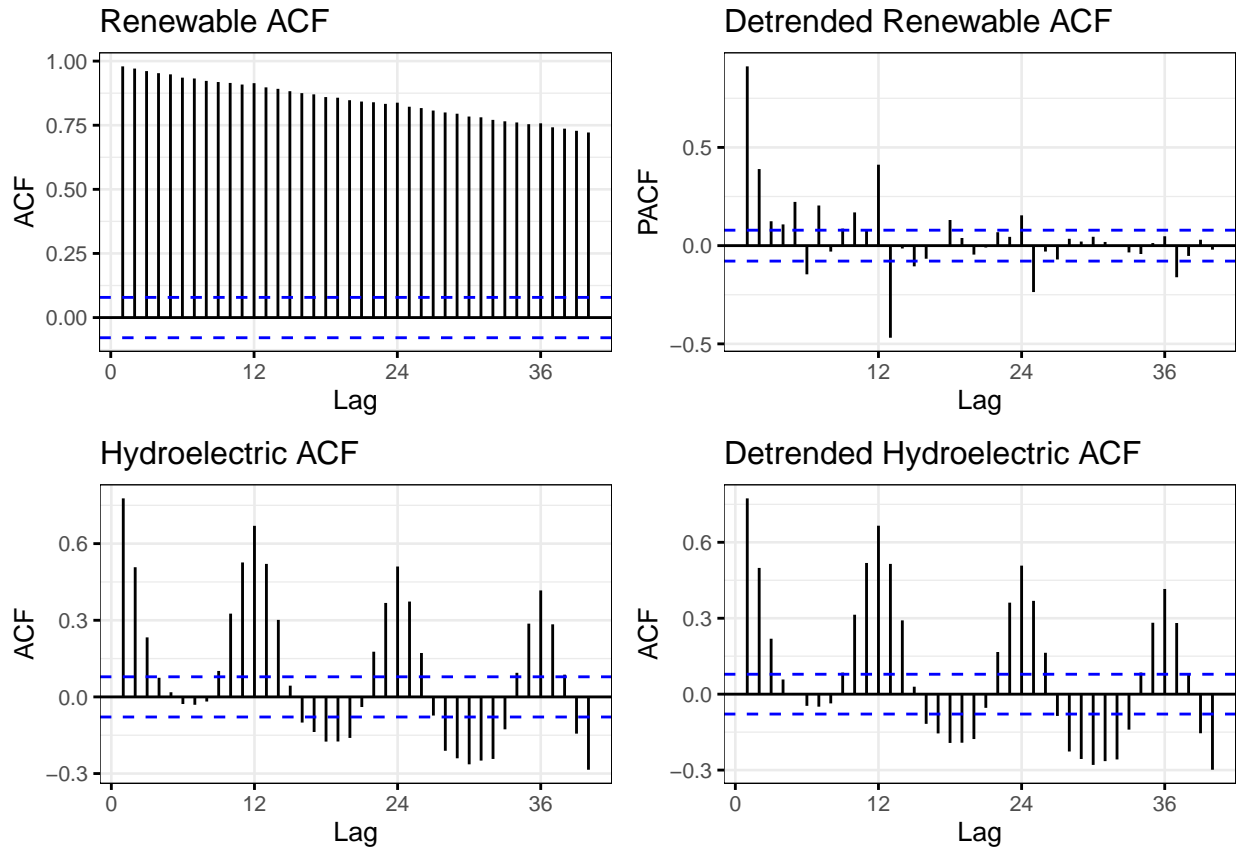 Renewable ACF
ACF
1.00
0.75
0.50
0.25
0.00
0
12
24
36
Lag
Detrended Renewable ACF
PACF
0.5
0.0
−0.5
12
24
36
Lag
Hydroelectric ACF
ACF
0.6
0.3
0.0
−0.3
0
12
24
36
Lag
Detrended Hydroelectric ACF
ACF
0.6
0.3
0.0
−0.3
0
12
24
36
Lag